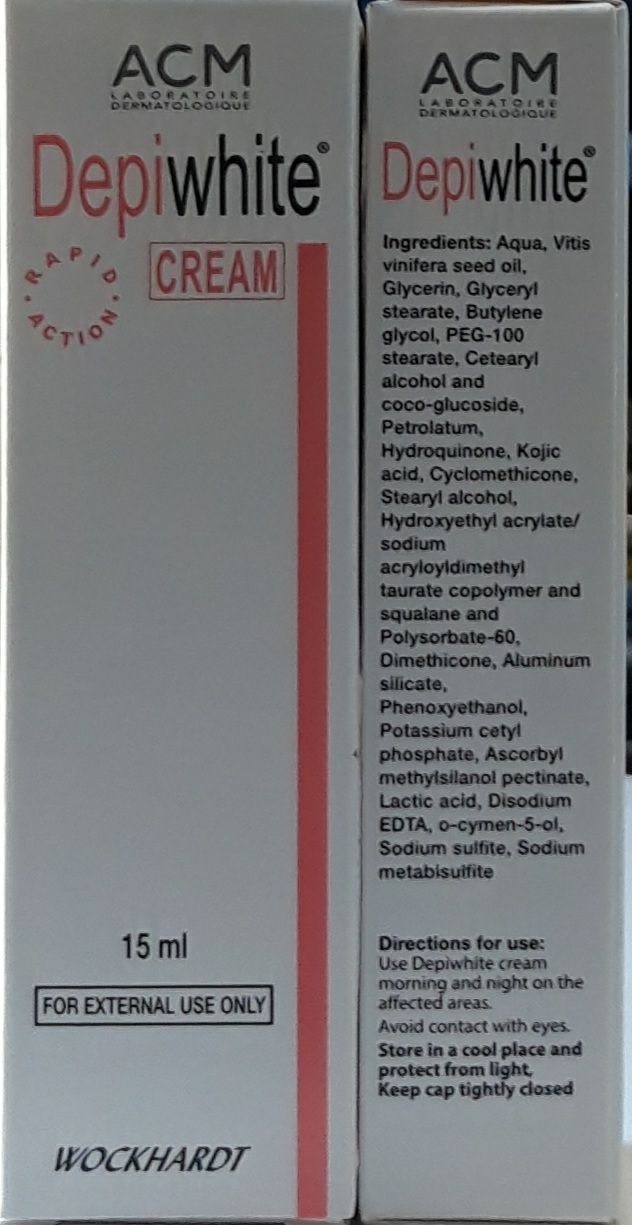 ACM
LABORATOIRE
DERMATOLOGIQUE
Depiwhite®
RAPID
ACTION
CREAM
15 ml
FOR EXTERNAL USE ONLY
WOCKHARDT
ACM
LABORATOIRE
DERMATOLOGIQUE
Depiwhite®
Ingredients: Aqua, Vitis
vinifera seed oil,
Glycerin, Glyceryl
stearate, Butylene
glycol, PEG-100
stearate, Cetearyl
alcohol and
coco-glucoside,
Petrolatum,
Hydroquinone, Kojic
acid, Cyclomethicone,
Stearyl alcohol,
Hydroxyethyl acrylate/
sodium
acryloyldimethyl
taurate copolymer and
squalane and
Polysorbate-60,
Dimethicone, Aluminum
silicate,
Phenoxyethanol,
Potassium cetyl
phosphate, Ascorbyl
methylsilanol pectinate,
Lactic acid, Disodium
EDTA, o-cymen-5-ol,
Sodium sulfite, Sodium
metabisulfite
Directions for use:
Use Depiwhite cream
morning and night on the
affected areas.
Avoid contact with eyes.
Store in a cool place and
protect from light,
Keep cap tightly closed